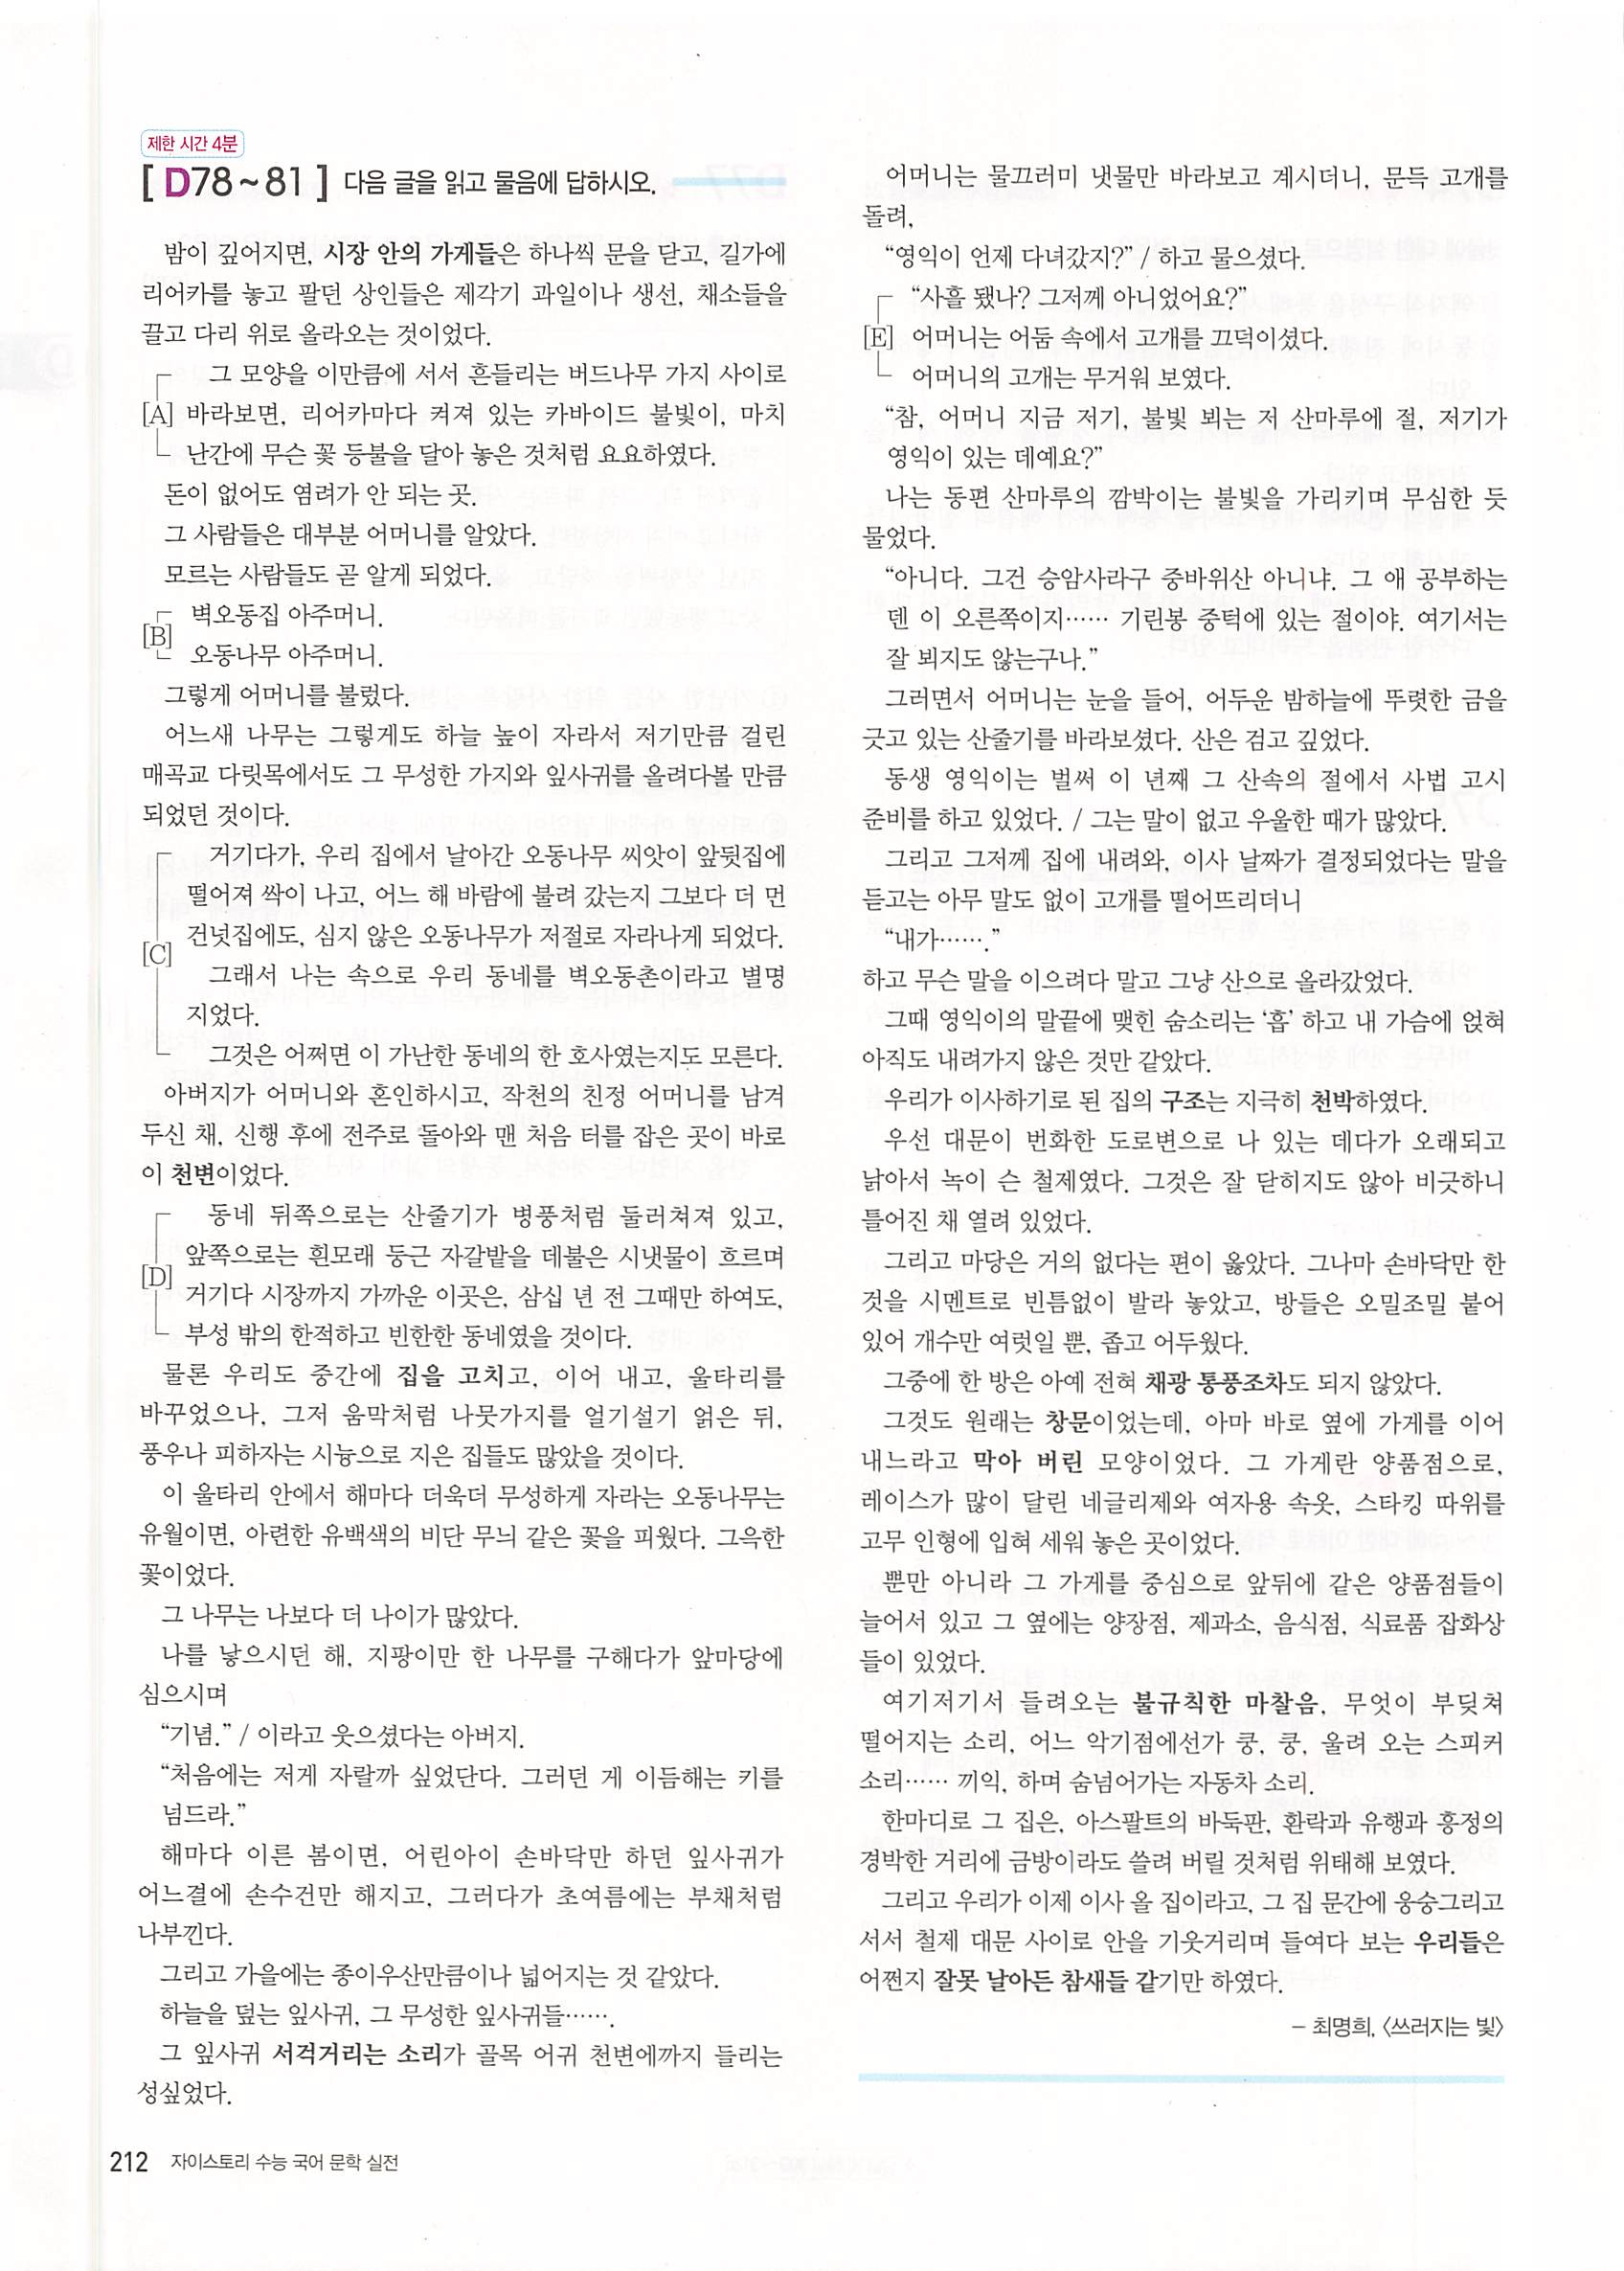 제한 시간 4분
[ D78~81 ] 다음 글을 읽고 물음에 답하시오.
밤이 깊어지면, 시장 안의 가게들은 하나씩 문을 닫고, 길가에
리어카를 놓고 팔던 상인들은 제각기 과일이나 생선, 채소들을
끌고 다리 위로 올라오는 것이었다.
그 모양을 이만큼에 서서 흔들리는 버드나무 가지 사이로
[A] 바라보면, 리어카마다 켜져 있는 카바이드 불빛이, 마치
난간에 무슨 꽃 등불을 달아 놓은 것처럼 요요하였다.
돈이 없어도 염려가 안 되는 곳.
그 사람들은 대부분 어머니를 알았다.
모르는 사람들도 곧 알게 되었다.
[B] 벽오동집 아주머니.
오동나무 아주머니.
그렇게 어머니를 불렀다.
어느새 나무는 그렇게도 하늘 높이 자라서 저기만큼 걸린
매곡교 다릿목에서도 그 무성한 가지와 잎사귀를 올려다볼 만큼
되었던 것이다.
거기다가, 우리 집에서 날아간 오동나무 씨앗이 앞뒷집에
떨어져 싹이 나고, 어느 해 바람에 불려 갔는지 그보다 더 먼
건넛집에도, 심지 않은 오동나무가 저절로 자라나게 되었다.
[C]
그래서 나는 속으로 우리 동네를 벽오동촌이라고 별명
지었다.
그것은 어쩌면 이 가난한 동네의 한 호사였는지도 모른다.
아버지가 어머니와 혼인하시고, 작천의 친정 어머니를 남겨
두신 채, 신행 후에 전주로 돌아와 맨 처음 터를 잡은 곳이 바로
이 천변이었다.
동네 뒤쪽으로는 산줄기가 병풍처럼 둘러쳐져 있고,
앞쪽으로는 흰모래 둥근 자갈밭을 데불은 시냇물이 흐르며
[D] 거기다 시장까지 가까운 이곳은, 삼십 년 전 그때만 하여도,
부성 밖의 한적하고 빈한한 동네였을 것이다.
물론 우리도 중간에 집을 고치고, 이어 내고, 울타리를
바꾸었으나, 그저 움막처럼 나뭇가지를 얼기설기 얽은 뒤,
풍우나 피하자는 시늉으로 지은 집들도 많았을 것이다.
이 울타리 안에서 해마다 더욱더 무성하게 자라는 오동나무는
유월이면, 아련한 유백색의 비단 무늬 같은 꽃을 피웠다. 그윽한
꽃이었다.
그 나무는 나보다 더 나이가 많았다.
나를 낳으시던 해, 지팡이만 한 나무를 구해다가 앞마당에
심으시며
“기념.” / 이라고 웃으셨다는 아버지.
“처음에는 저게 자랄까 싶었단다. 그러던 게 이듬해는 키를
넘드라.”
해마다 이른 봄이면, 어린아이 손바닥만 하던 잎사귀가
어느결에 손수건만 해지고, 그러다가 초여름에는 부채처럼
나부낀다.
그리고 가을에는 종이우산만큼이나 넓어지는 것 같았다.
하늘을 덮는 잎사귀, 그 무성한 잎사귀들…….
그 잎사귀 서걱거리는 소리가 골목 어귀 천변에까지 들리는
성싶었다.
어머니는 물끄러미 냇물만 바라보고 계시더니, 문득 고개를
돌려,
“영익이 언제 다녀갔지?” / 하고 물으셨다.
“사흘 됐나? 그저께 아니었어요?”
[E] 어머니는 어둠 속에서 고개를 끄덕이셨다.
어머니의 고개는 무거워 보였다.
“참, 어머니 지금 저기, 불빛 뵈는 저 산마루에 절, 저기가
영익이 있는 데예요?”
나는 동편 산마루의 깜박이는 불빛을 가리키며 무심한 듯
물었다.
“아니다. 그건 승암사라구 중바위산 아니냐. 그 애 공부하는
덴 이 오른쪽이지…… 기린봉 중턱에 있는 절이야. 여기서는
잘 뵈지도 않는구나.”
그러면서 어머니는 눈을 들어, 어두운 밤하늘에 뚜렷한 금을
긋고 있는 산줄기를 바라보셨다. 산은 검고 깊었다.
동생 영익이는 벌써 이 년째 그 산속의 절에서 사법 고시
준비를 하고 있었다. / 그는 말이 없고 우울한 때가 많았다.
그리고 그저께 집에 내려와, 이사 날짜가 결정되었다는 말을
듣고는 아무 말도 없이 고개를 떨어뜨리더니
“내가…….”
하고 무슨 말을 이으려다 말고 그냥 산으로 올라갔었다.
그때 영익이의 말끝에 맺힌 숨소리는 ‘흡’ 하고 내 가슴에 얹혀
아직도 내려가지 않은 것만 같았다.
우리가 이사하기로 된 집의 구조는 지극히 천박하였다.
우선 대문이 번화한 도로변으로 나 있는 데다가 오래되고
낡아서 녹이 슨 철제였다. 그것은 잘 닫히지도 않아 비긋하니
틀어진 채 열려 있었다.
그리고 마당은 거의 없다는 편이 옳았다. 그나마 손바닥만 한
것을 시멘트로 빈틈없이 발라 놓았고, 방들은 오밀조밀 붙어
있어 개수만 여럿일 뿐, 좁고 어두웠다.
그중에 한 방은 아예 전혀 채광 통풍조차도 되지 않았다.
그것도 원래는 창문이었는데, 아마 바로 옆에 가게를 이어
내느라고 막아 버린 모양이었다. 그 가게란 양품점으로,
레이스가 많이 달린 네글리제와 여자용 속옷, 스타킹 따위를
고무 인형에 입혀 세워 놓은 곳이었다.
뿐만 아니라 그 가게를 중심으로 앞뒤에 같은 양품점들이
늘어서 있고 그 옆에는 양장점, 제과소, 음식점, 식료품 잡화상
들이 있었다.
여기저기서 들려오는 불규칙한 마찰음, 무엇이 부딪쳐
떨어지는 소리, 어느 악기점에선가 쿵, 쿵, 울려 오는 스피커
소리…… 끼익, 하며 숨넘어가는 자동차 소리.
한마디로 그 집은, 아스팔트의 바둑판, 환락과 유행과 흥정의
경박한 거리에 금방이라도 쓸려 버릴 것처럼 위태해 보였다.
그리고 우리가 이제 이사 올 집이라고, 그 집 문간에 웅숭그리고
서서 철제 대문 사이로 안을 기웃거리며 들여다 보는 우리들은
어쩐지 잘못 날아든 참새들 같기만 하였다.
– 최명희, 〈쓰러지는 빛〉
212 자이스토리 수능 국어 문학 실전